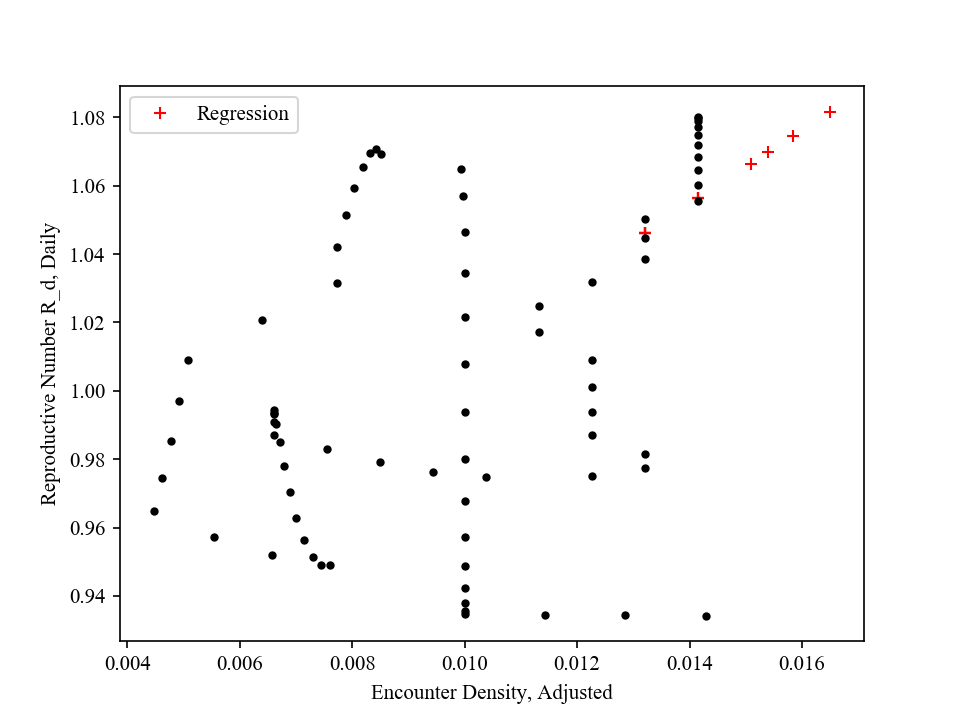 Regression
Reproductive Number R_d, Daily
1.08
1.06
1.04
1.02
1.00
0.98
0.96
0.94
0.004 0.006 0.008 0.010 0.012 0.014 0.016
Encounter Density, Adjusted